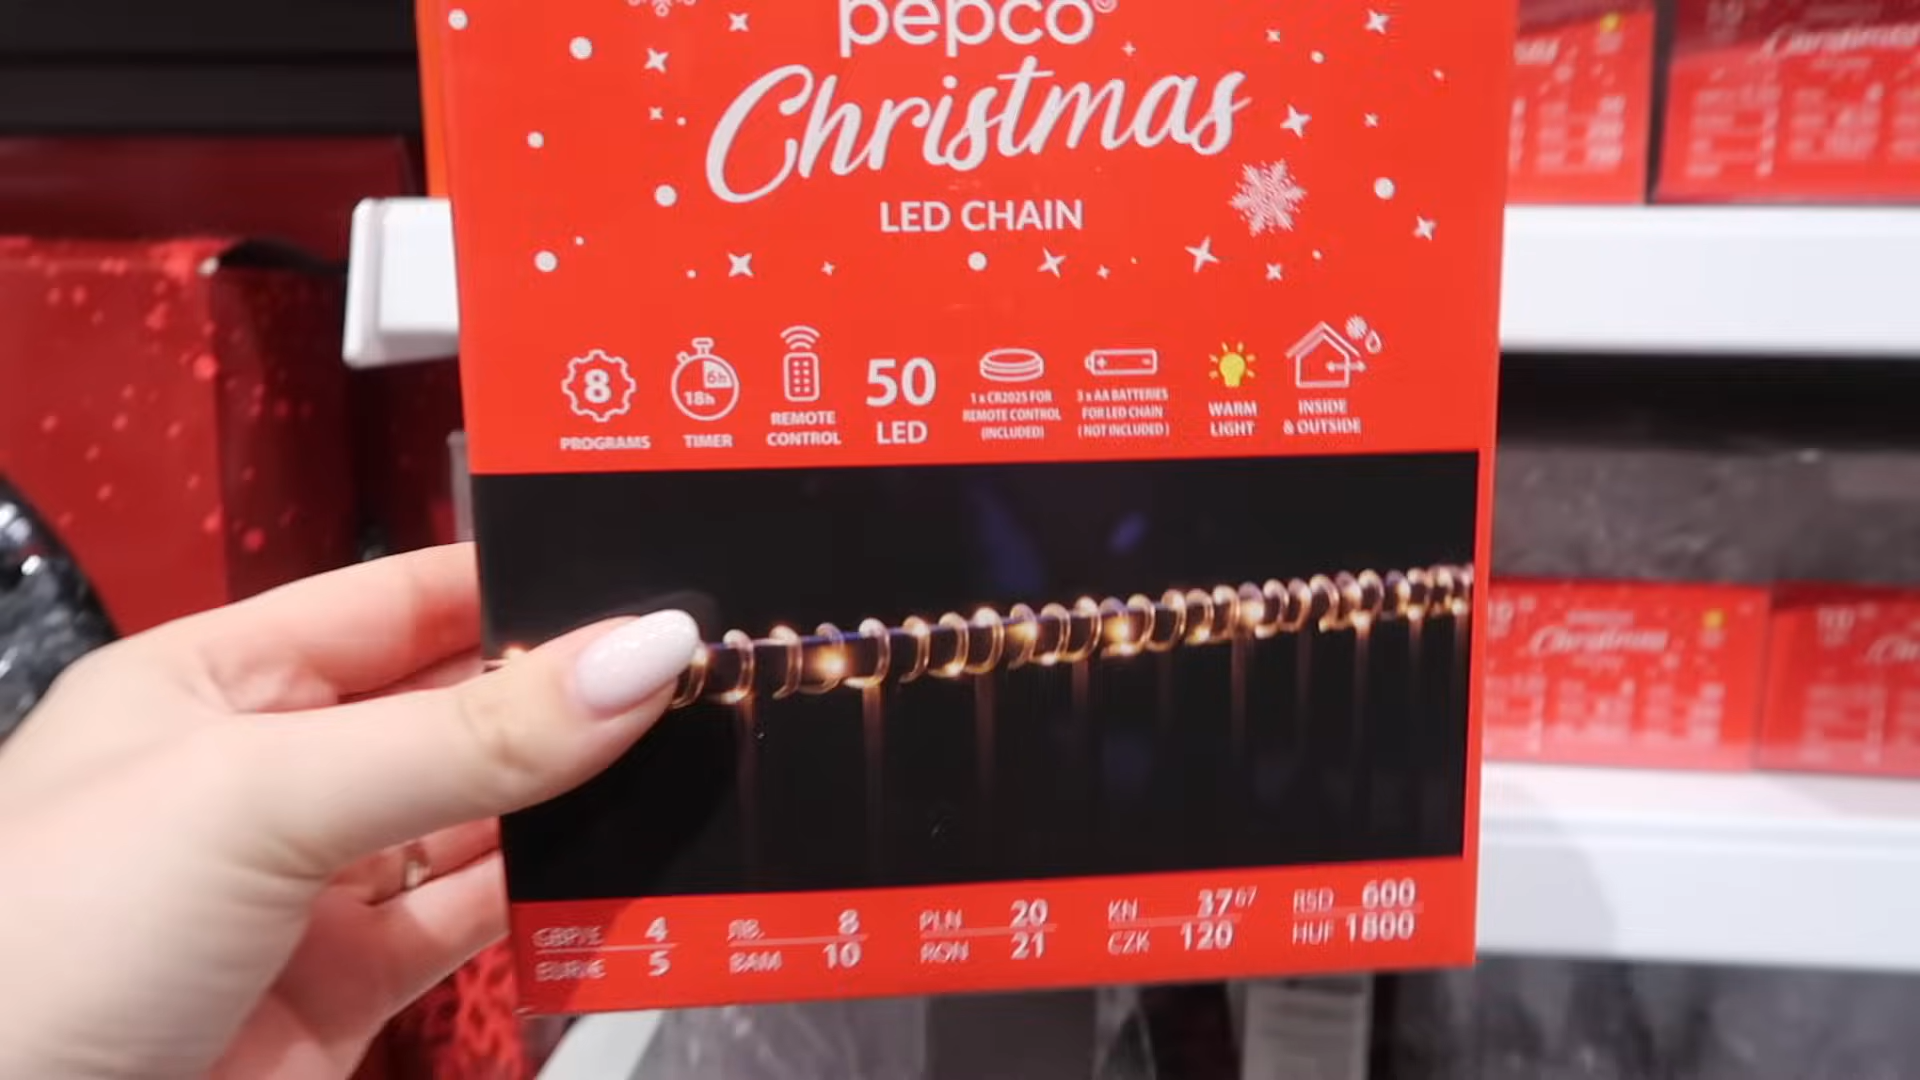 pepco®
Christmas
LED CHAIN
8
PROGRAMS
6h
18h
TIMER
REMOTE
CONTROL
50
LED
1 x CR2025 FOR
REMOTE CONTROL
(INCLUDED)
3 x AA BATTERIES
FOR LED CHAIN
( NOT INCLUDED )
WARM
LIGHT
INSIDE
& OUTSIDE
GBP/£ 4
EUR/€ 5
ЛВ. 8
BAM 10
PLN 20
RON 21
KN 37 67
CZK 120
RSD 600
HUF 1800
Christmas
Christmas